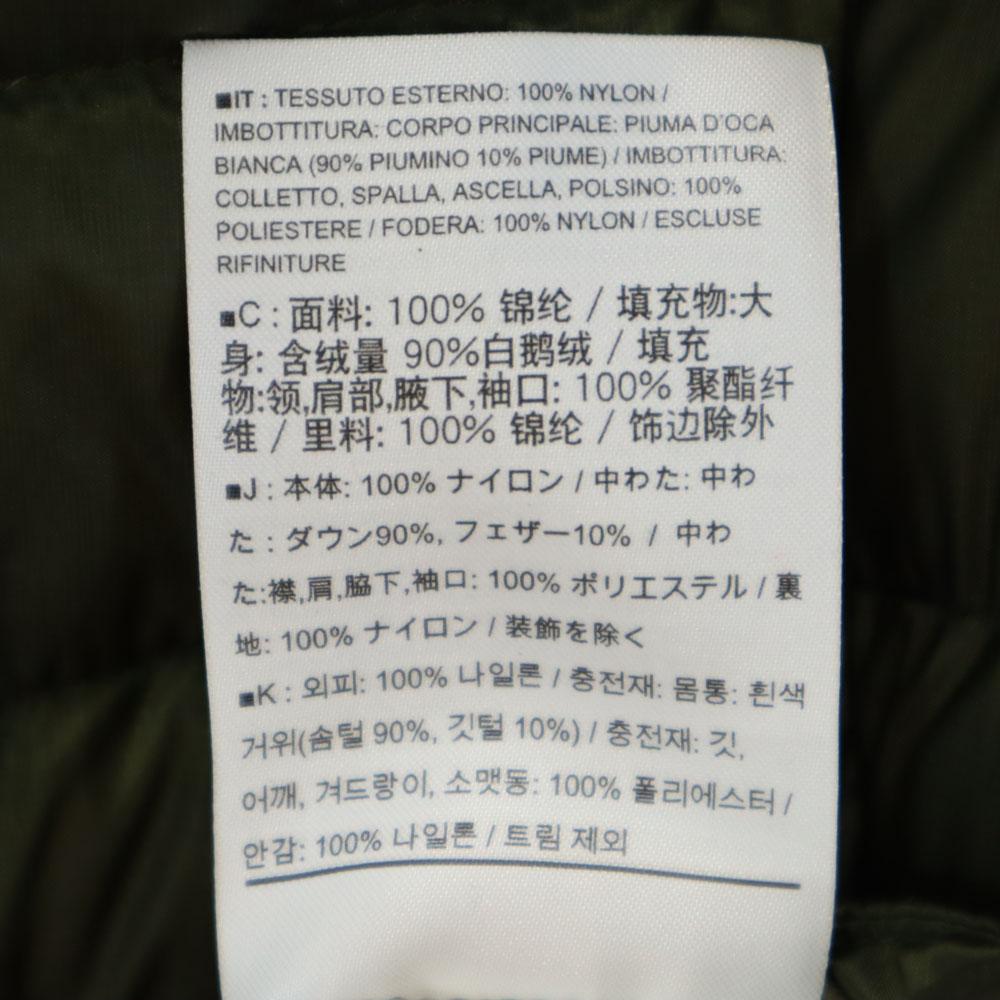 ■IT : TESSUTO ESTERNO: 100% NYLON /
IMBOTTITURA: CORPO PRINCIPALE: PIUMA D'OCA
BIANCA (90% PIUMINO 10% PIUME) / IMBOTTITURA:
COLLETTO, SPALLA, ASCELLA, POLSINO: 100%
POLIESTERE / FODERA: 100% NYLON / ESCLUSE
RIFINITURE
■C : 面料: 100% 锦纶 / 填充物:大
身: 含绒量 90%白鹅绒 / 填充
物:领,肩部,腋下,袖口: 100% 聚酯纤
维 / 里料: 100% 锦纶 / 饰边除外
■J : 本体: 100% ナイロン / 中わた: 中わ
た : ダウン90%, フェザー10% / 中わ
た:襟,肩,脇下,袖口: 100% ポリエステル / 裏
地: 100% ナイロン / 装飾を除く
■K : 외피: 100% 나일론 / 충전재: 몸통: 흰색
거위(솜털 90%, 깃털 10%) / 충전재: 깃,
어깨, 겨드랑이, 소맷동: 100% 폴리에스터 /
안감: 100% 나일론 / 트림 제외